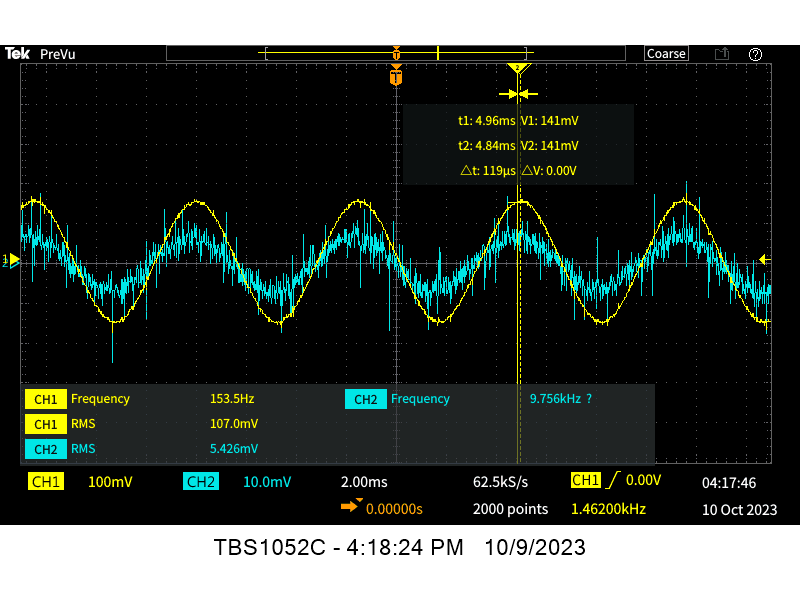 Tek PreVu Coarse
T
t1: 4.96ms V1: 141mV
t2: 4.84ms V2: 141mV
△t: 119µs △V: 0.00V
1
2
CH1 Frequency 153.5Hz CH2 Frequency 9.756kHz ?
CH1 RMS 107.0mV
CH2 RMS 5.426mV
CH1 100mV CH2 10.0mV 2.00ms 62.5kS/s CH1 0.00V 04:17:46
0.00000s 2000 points 1.46200kHz 10 Oct 2023
TBS1052C - 4:18:24 PM 10/9/2023